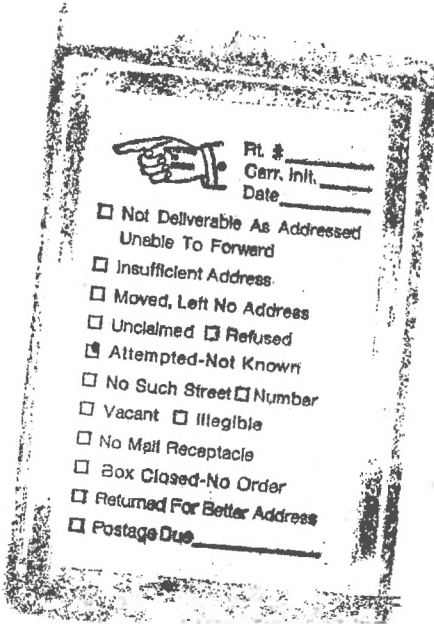 Rt. #
Carr. Init.
Date
Not Deliverable As Addressed
Unable To Forward
Insufficient Address
Moved, Left No Address
Unclaimed Refused
Attempted-Not Known
No Such Street Number
Vacant Illegible
No Mail Receptacle
Box Closed-No Order
Returned For Better Address
Postage Due